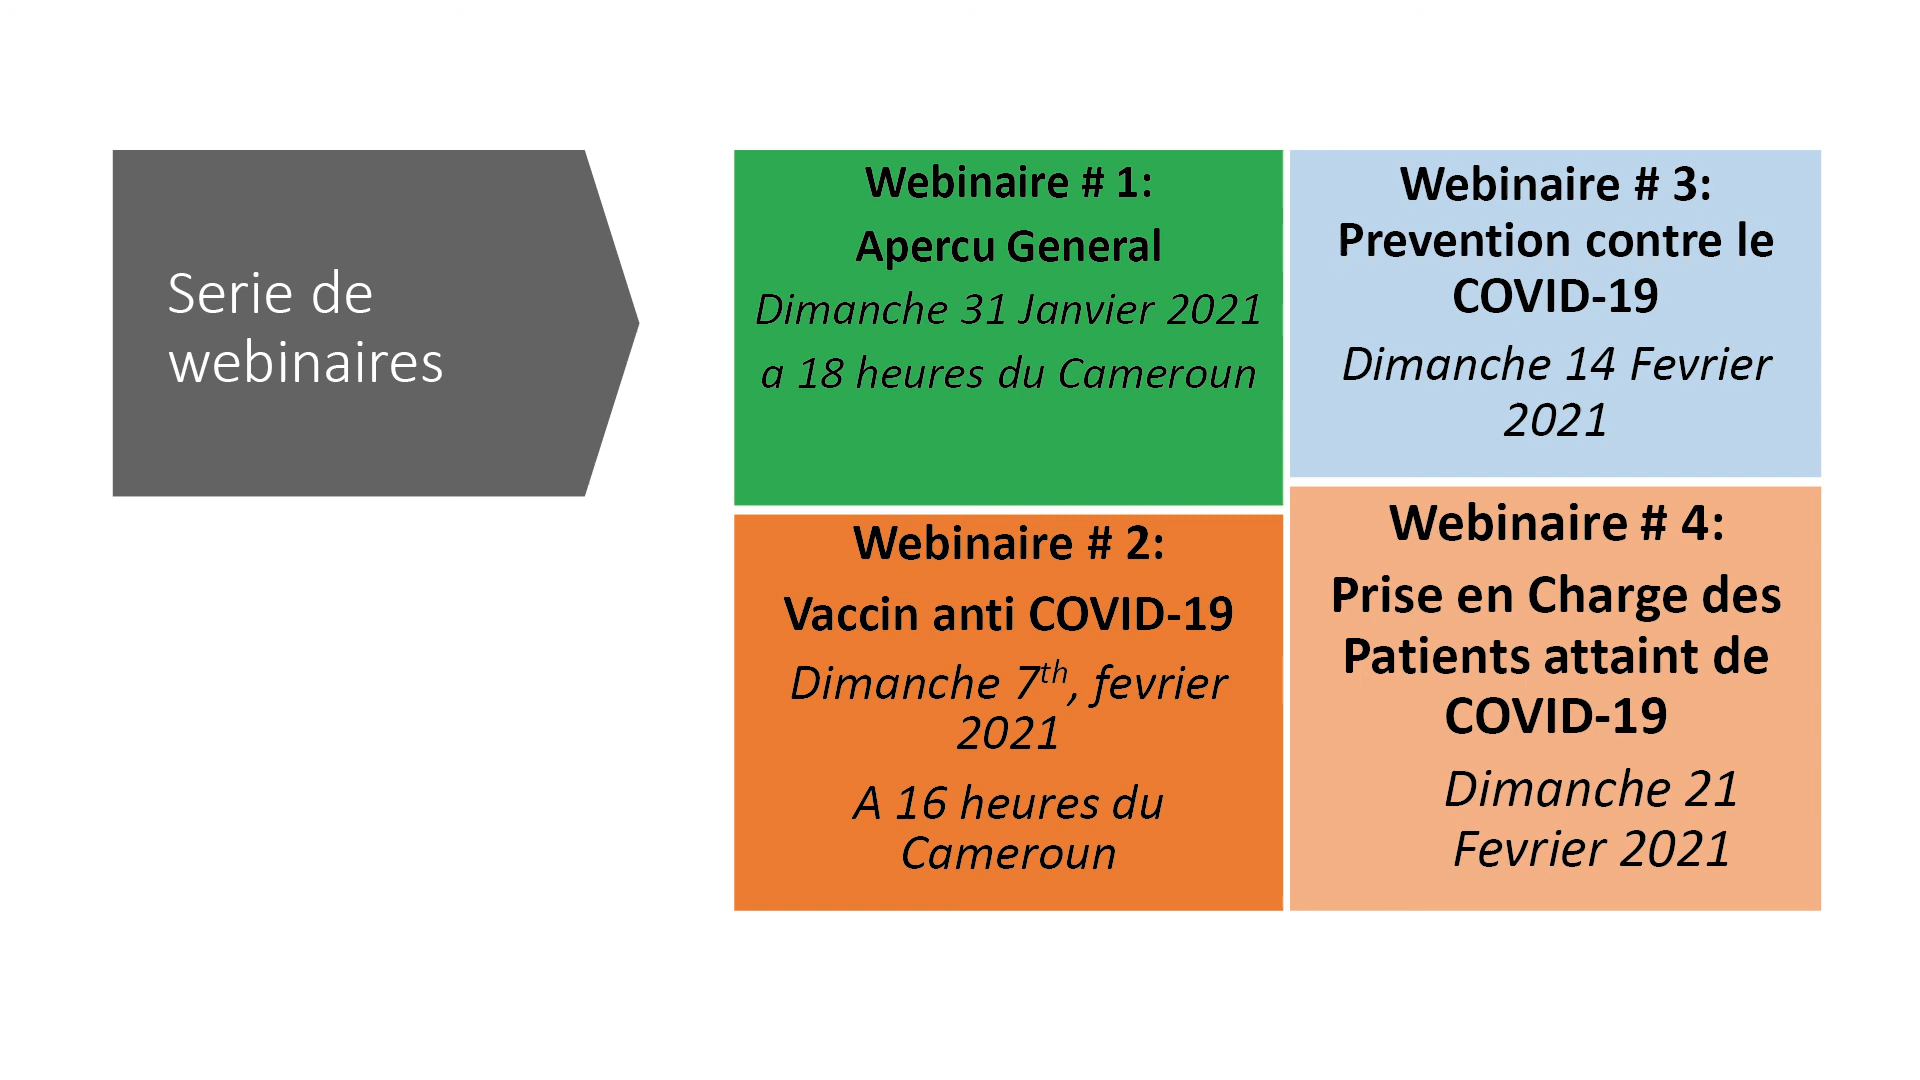 Serie de
webinaires
Webinaire # 1:
Apercu General
Dimanche 31 Janvier 2021
a 18 heures du Cameroun
Webinaire # 2:
Vaccin anti COVID-19
Dimanche 7th, fevrier
2021
A 16 heures du
Cameroun
Webinaire # 3:
Prevention contre le
COVID-19
Dimanche 14 Fevrier
2021
Webinaire # 4:
Prise en Charge des
Patients attaint de
COVID-19
Dimanche 21
Fevrier 2021